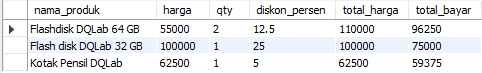 nama_produk harga qty diskon_persen total_harga total_bayar
Flashdisk DQLab 64 GB 55000 2 12.5 110000 96250
Flash disk DQLab 32 GB 100000 1 25 100000 75000
Kotak Pensil DQLab 62500 1 5 62500 59375